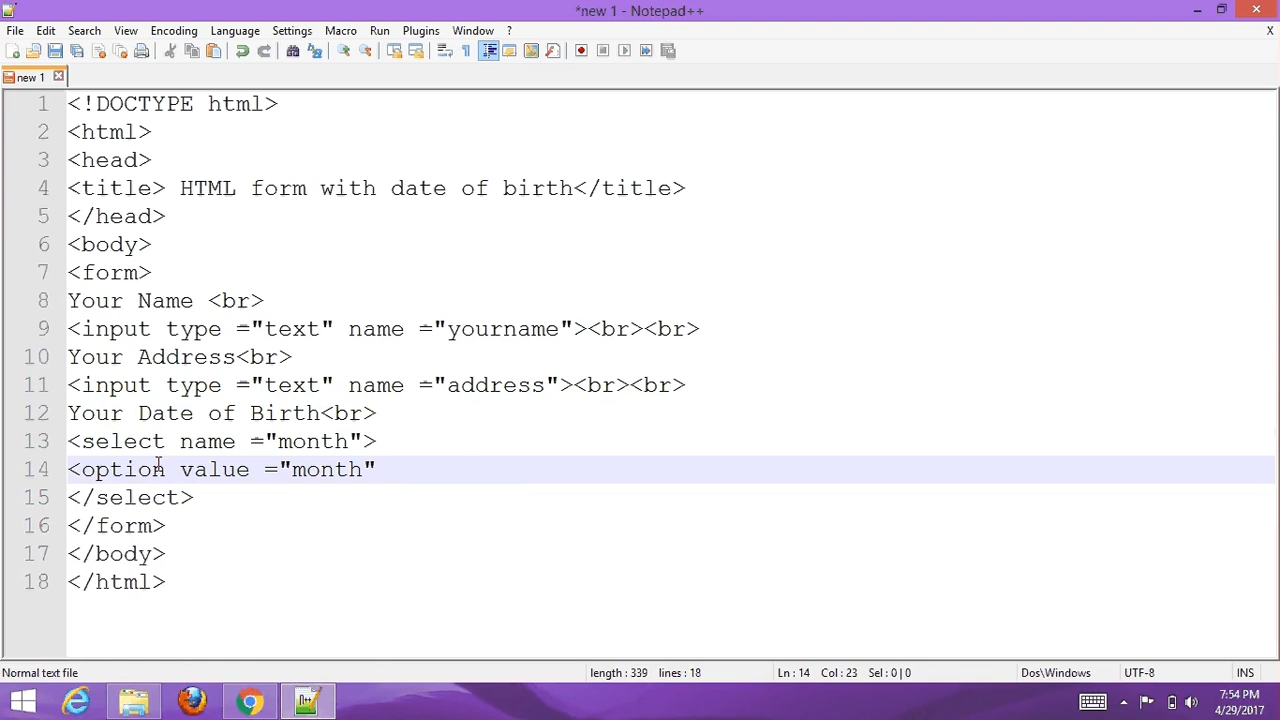 *new 1 - Notepad++
File Edit Search View Encoding Language Settings Macro Run Plugins Window ? X
new 1
1 <!DOCTYPE html>
2 <html>
3 <head>
4 <title> HTML form with date of birth</title>
5 </head>
6 <body>
7 <form>
8 Your Name <br>
9 <input type ="text" name ="yourname"><br><br>
10 Your Address<br>
11 <input type ="text" name ="address"><br><br>
12 Your Date of Birth<br>
13 <select name ="month">
14 <option value ="month"
15 </select>
16 </form>
17 </body>
18 </html>
Normal text file length : 339 lines : 18 Ln : 14 Col : 23 Sel : 0 | 0 Dos\Windows UTF-8 INS
7:54 PM
4/29/2017